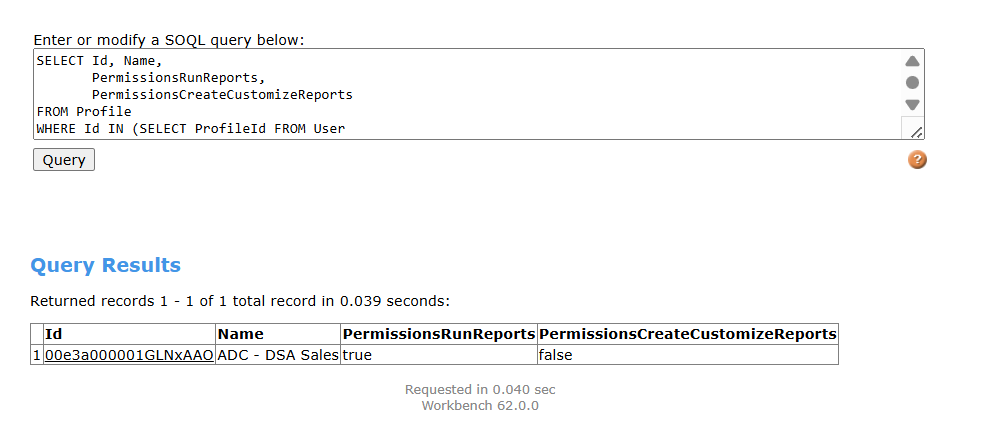 Enter or modify a SOQL query below:
SELECT Id, Name,
PermissionsRunReports,
PermissionsCreateCustomizeReports
FROM Profile
WHERE Id IN (SELECT ProfileId FROM User
Query
?
Query Results
Returned records 1 - 1 of 1 total record in 0.039 seconds:
Id Name PermissionsRunReports PermissionsCreateCustomizeReports
1 00e3a000001GLNxAAO ADC - DSA Sales true false
Requested in 0.040 sec
Workbench 62.0.0